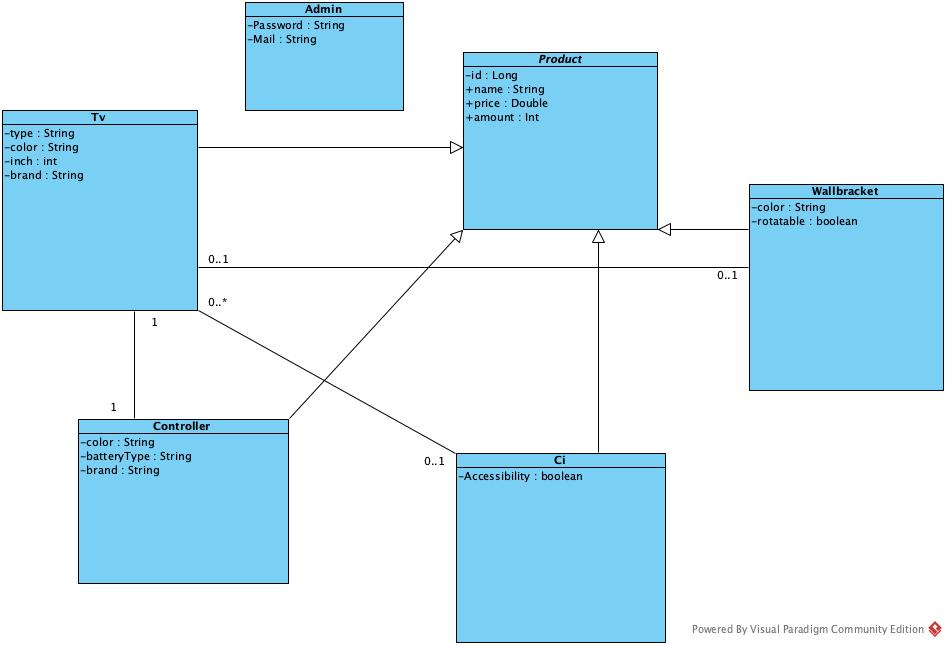 Admin
-Password : String
-Mail : String
Product
-id : Long
+name : String
+price : Double
+amount : Int
Tv
-type : String
-color : String
-inch : int
-brand : String
Wallbracket
-color : String
-rotatable : boolean
0..1
0..1
0..*
1
1
Controller
-color : String
-batteryType : String
-brand : String
0..1
Ci
-Accessibility : boolean
Powered By Visual Paradigm Community Edition